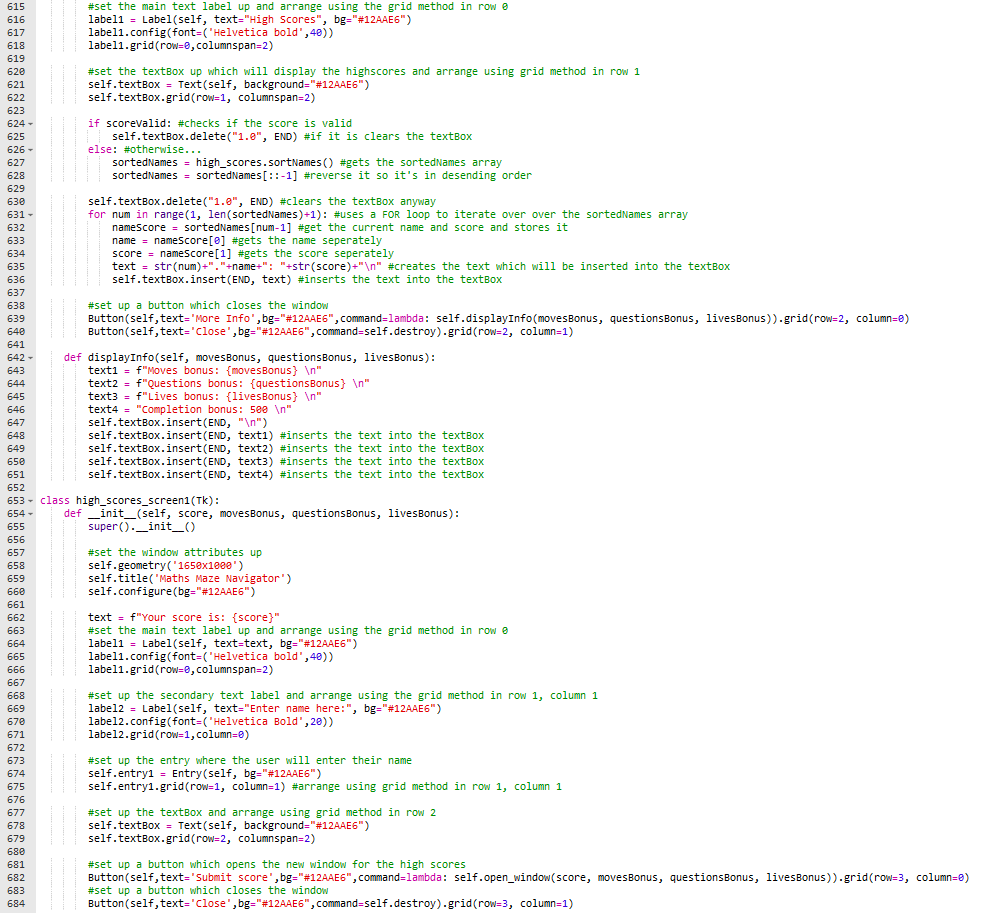 615 #set the main text label up and arrange using the grid method in row 0
616 label1 = Label(self, text="High Scores", bg="#12AAE6")
617 label1.config(font=('Helvetica bold',40))
618 label1.grid(row=0,columnspan=2)
619
620 #set the textBox up which will display the highscores and arrange using grid method in row 1
621 self.textBox = Text(self, background="#12AAE6")
622 self.textBox.grid(row=1, columnspan=2)
623
624 if scoreValid: #checks if the score is valid
625 self.textBox.delete("1.0", END) #if it is clears the textBox
626 else: #otherwise...
627 sortedNames = high_scores.sortNames() #gets the sortedNames array
628 sortedNames = sortedNames[::-1] #reverse it so it's in desending order
629
630 self.textBox.delete("1.0", END) #clears the textBox anyway
631 for num in range(1, len(sortedNames)+1): #uses a FOR loop to iterate over over the sortedNames array
632 nameScore = sortedNames[num-1] #get the current name and score and stores it
633 name = nameScore[0] #gets the name seperately
634 score = nameScore[1] #gets the score seperately
635 text = str(num)+"."+name+": "+str(score)+"\n" #creates the text which will be inserted into the textBox
636 self.textBox.insert(END, text) #inserts the text into the textBox
637
638 #set up a button which closes the window
639 Button(self,text='More Info',bg="#12AAE6",command=lambda: self.displayInfo(movesBonus, questionsBonus, livesBonus)).grid(row=2, column=0)
640 Button(self,text='Close',bg="#12AAE6",command=self.destroy).grid(row=2, column=1)
641
642 def displayInfo(self, movesBonus, questionsBonus, livesBonus):
643 text1 = f"Moves bonus: {movesBonus} \n"
644 text2 = f"Questions bonus: {questionsBonus} \n"
645 text3 = f"Lives bonus: {livesBonus} \n"
646 text4 = "Completion bonus: 500 \n"
647 self.textBox.insert(END, "\n")
648 self.textBox.insert(END, text1) #inserts the text into the textBox
649 self.textBox.insert(END, text2) #inserts the text into the textBox
650 self.textBox.insert(END, text3) #inserts the text into the textBox
651 self.textBox.insert(END, text4) #inserts the text into the textBox
652
653 class high_scores_screen1(Tk):
654 def __init__(self, score, movesBonus, questionsBonus, livesBonus):
655 super().__init__()
656
657 #set the window attributes up
658 self.geometry('1650x1000')
659 self.title('Maths Maze Navigator')
660 self.configure(bg="#12AAE6")
661
662 text = f"Your score is: {score}"
663 #set the main text label up and arrange using the grid method in row 0
664 label1 = Label(self, text=text, bg="#12AAE6")
665 label1.config(font=('Helvetica bold',40))
666 label1.grid(row=0,columnspan=2)
667
668 #set up the secondary text label and arrange using the grid method in row 1, column 1
669 label2 = Label(self, text="Enter name here:", bg="#12AAE6")
670 label2.config(font=('Helvetica Bold',20))
671 label2.grid(row=1,column=0)
672
673 #set up the entry where the user will enter their name
674 self.entry1 = Entry(self, bg="#12AAE6")
675 self.entry1.grid(row=1, column=1) #arrange using grid method in row 1, column 1
676
677 #set up the textBox and arrange using grid method in row 2
678 self.textBox = Text(self, background="#12AAE6")
679 self.textBox.grid(row=2, columnspan=2)
680
681 #set up a button which opens the new window for the high scores
682 Button(self,text='Submit score',bg="#12AAE6",command=lambda: self.open_window(score, movesBonus, questionsBonus, livesBonus)).grid(row=3, column=0)
683 #set up a button which closes the window
684 Button(self,text='Close',bg="#12AAE6",command=self.destroy).grid(row=3, column=1)